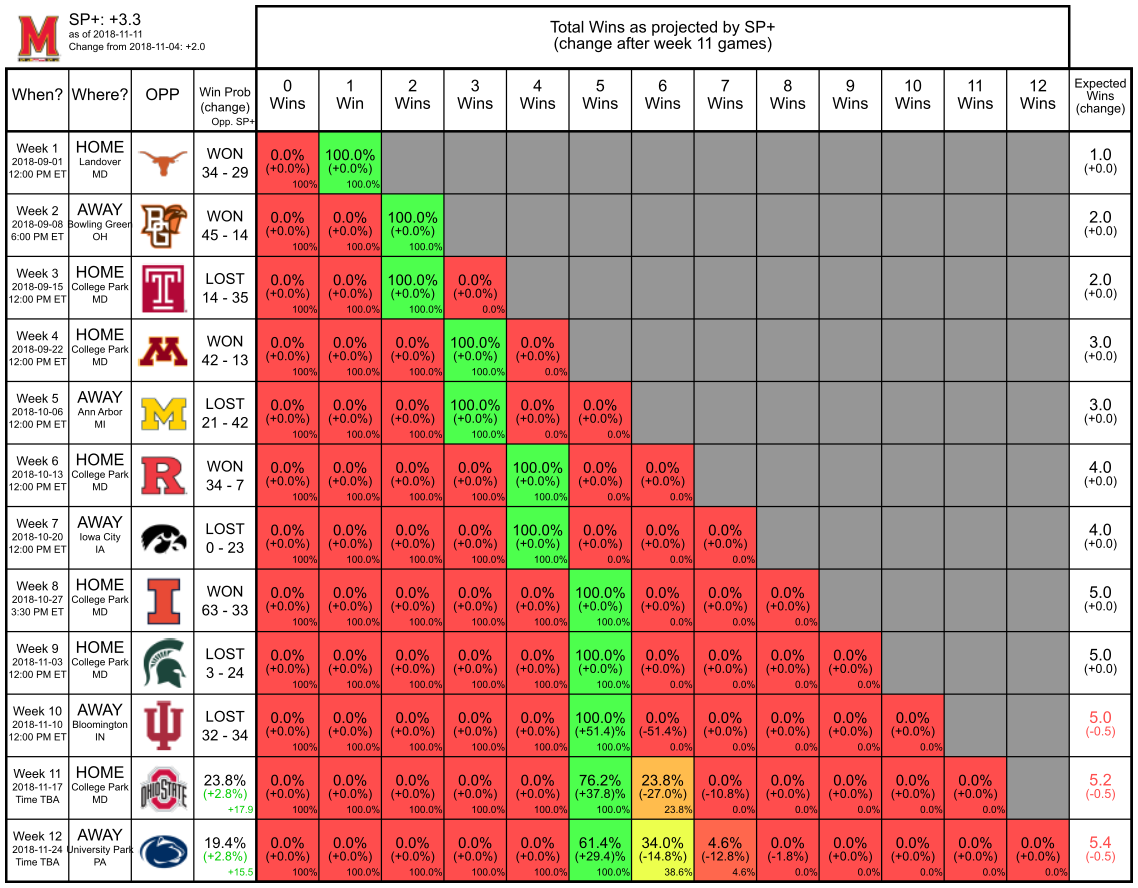 SP+: +3.3
as of 2018-11-11
Change from 2018-11-04: +2.0
Total Wins as projected by SP+
(change after week 11 games)
When? Where? OPP Win Prob (change) Opp. SP+ 0 Wins 1 Win 2 Wins 3 Wins 4 Wins 5 Wins 6 Wins 7 Wins 8 Wins 9 Wins 10 Wins 11 Wins 12 Wins Expected Wins (change)
Week 1 HOME WON 0.0% 100.0% 1.0
2018-09-01 Landover 34 - 29 (+0.0%) (+0.0%) (+0.0)
12:00 PM ET MD 100% 100.0%
Week 2 AWAY WON 0.0% 0.0% 100.0% 2.0
2018-09-08 Bowling Green 45 - 14 (+0.0%) (+0.0%) (+0.0%) (+0.0)
6:00 PM ET OH 100% 100.0% 100.0%
Week 3 HOME LOST 0.0% 0.0% 100.0% 0.0% 2.0
2018-09-15 College Park 14 - 35 (+0.0%) (+0.0%) (+0.0%) (+0.0%) (+0.0)
12:00 PM ET MD 100% 100.0% 100.0% 0.0%
Week 4 HOME WON 0.0% 0.0% 0.0% 100.0% 0.0% 3.0
2018-09-22 College Park 42 - 13 (+0.0%) (+0.0%) (+0.0%) (+0.0%) (+0.0%) (+0.0)
12:00 PM ET MD 100% 100.0% 100.0% 100.0% 0.0%
Week 5 AWAY LOST 0.0% 0.0% 0.0% 100.0% 0.0% 0.0% 3.0
2018-10-06 Ann Arbor 21 - 42 (+0.0%) (+0.0%) (+0.0%) (+0.0%) (+0.0%) (+0.0%) (+0.0)
12:00 PM ET MI 100% 100.0% 100.0% 100.0% 0.0% 0.0%
Week 6 HOME WON 0.0% 0.0% 0.0% 0.0% 100.0% 0.0% 0.0% 4.0
2018-10-13 College Park 34 - 7 (+0.0%) (+0.0%) (+0.0%) (+0.0%) (+0.0%) (+0.0%) (+0.0%) (+0.0)
12:00 PM ET MD 100% 100.0% 100.0% 100.0% 100.0% 0.0% 0.0%
Week 7 AWAY LOST 0.0% 0.0% 0.0% 0.0% 100.0% 0.0% 0.0% 0.0% 4.0
2018-10-20 Iowa City 0 - 23 (+0.0%) (+0.0%) (+0.0%) (+0.0%) (+0.0%) (+0.0%) (+0.0%) (+0.0%) (+0.0)
12:00 PM ET IA 100% 100.0% 100.0% 100.0% 100.0% 0.0% 0.0% 0.0%
Week 8 HOME WON 0.0% 0.0% 0.0% 0.0% 0.0% 100.0% 0.0% 0.0% 0.0% 5.0
2018-10-27 College Park 63 - 33 (+0.0%) (+0.0%) (+0.0%) (+0.0%) (+0.0%) (+0.0%) (+0.0%) (+0.0%) (+0.0%) (+0.0)
3:30 PM ET MD 100% 100.0% 100.0% 100.0% 100.0% 100.0% 0.0% 0.0% 0.0%
Week 9 HOME LOST 0.0% 0.0% 0.0% 0.0% 0.0% 100.0% 0.0% 0.0% 0.0% 0.0% 5.0
2018-11-03 College Park 3 - 24 (+0.0%) (+0.0%) (+0.0%) (+0.0%) (+0.0%) (+0.0%) (+0.0%) (+0.0%) (+0.0%) (+0.0%) (+0.0)
12:00 PM ET MD 100% 100.0% 100.0% 100.0% 100.0% 100.0% 0.0% 0.0% 0.0% 0.0%
Week 10 AWAY LOST 0.0% 0.0% 0.0% 0.0% 0.0% 100.0% 0.0% 0.0% 0.0% 0.0% 0.0% 5.0
2018-11-10 Bloomington 32 - 34 (+0.0%) (+0.0%) (+0.0%) (+0.0%) (+0.0%) (+51.4)% (-51.4%) (+0.0%) (+0.0%) (+0.0%) (+0.0%) (-0.5)
12:00 PM ET IN 100% 100.0% 100.0% 100.0% 100.0% 100.0% 0.0% 0.0% 0.0% 0.0% 0.0%
Week 11 HOME OHIO STATE 23.8% 0.0% 0.0% 0.0% 0.0% 0.0% 76.2% 23.8% 0.0% 0.0% 0.0% 0.0% 0.0% 5.2
2018-11-17 College Park (+2.8%) (+0.0%) (+0.0%) (+0.0%) (+0.0%) (+0.0%) (+37.8)% (-27.0%) (-10.8%) (+0.0%) (+0.0%) (+0.0%) (+0.0%) (-0.5)
Time TBA MD +17.9 100% 100.0% 100.0% 100.0% 100.0% 100.0% 23.8% 0.0% 0.0% 0.0% 0.0% 0.0%
Week 12 AWAY 19.4% 0.0% 0.0% 0.0% 0.0% 0.0% 61.4% 34.0% 4.6% 0.0% 0.0% 0.0% 0.0% 0.0% 5.4
2018-11-24 University Park (+2.8%) (+0.0%) (+0.0%) (+0.0%) (+0.0%) (+0.0%) (+29.4)% (-14.8%) (-12.8%) (-1.8%) (+0.0%) (+0.0%) (+0.0%) (+0.0%) (-0.5)
Time TBA PA +15.5 100% 100.0% 100.0% 100.0% 100.0% 100.0% 38.6% 4.6% 0.0% 0.0% 0.0% 0.0% 0.0%